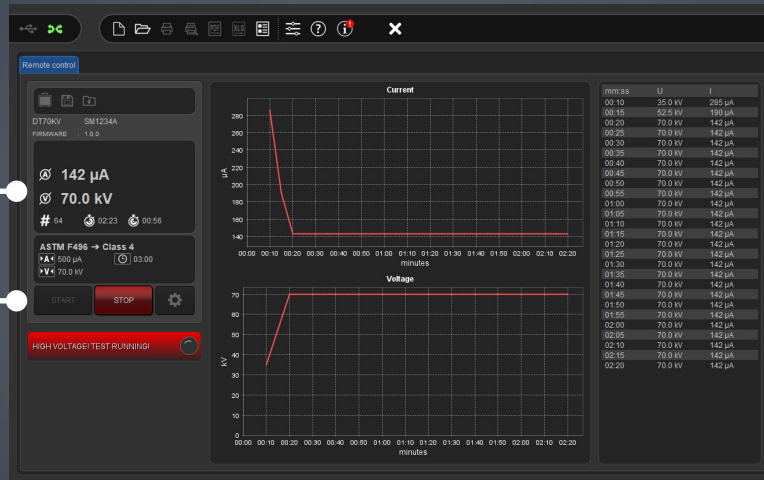 PDF
XLS
Remote control
DT70KV SM1234A
FIRMWARE : 1.0.0
A 142 µA
V 70.0 kV
# 64 02:23 00:56
ASTM F496 → Class 4
A 500 µA 03:00
V 70.0 kV
START STOP
HIGH VOLTAGE! TEST RUNNING!
Current
280
260
240
220
200
180
160
140
µA
00:00 00:10 00:20 00:30 00:40 00:50 01:00 01:10 01:20 01:30 01:40 01:50 02:00 02:10 02:20
minutes
Voltage
70
60
50
40
30
20
10
0
kV
00:00 00:10 00:20 00:30 00:40 00:50 01:00 01:10 01:20 01:30 01:40 01:50 02:00 02:10 02:20
minutes
mm:ss U I
00:10 35.0 kV 285 µA
00:15 52.5 kV 190 µA
00:20 70.0 kV 142 µA
00:25 70.0 kV 142 µA
00:30 70.0 kV 142 µA
00:35 70.0 kV 142 µA
00:40 70.0 kV 142 µA
00:45 70.0 kV 142 µA
00:50 70.0 kV 142 µA
00:55 70.0 kV 142 µA
01:00 70.0 kV 142 µA
01:05 70.0 kV 142 µA
01:10 70.0 kV 142 µA
01:15 70.0 kV 142 µA
01:20 70.0 kV 142 µA
01:25 70.0 kV 142 µA
01:30 70.0 kV 142 µA
01:35 70.0 kV 142 µA
01:40 70.0 kV 142 µA
01:45 70.0 kV 142 µA
01:50 70.0 kV 142 µA
01:55 70.0 kV 142 µA
02:00 70.0 kV 142 µA
02:05 70.0 kV 142 µA
02:10 70.0 kV 142 µA
02:15 70.0 kV 142 µA
02:20 70.0 kV 142 µA